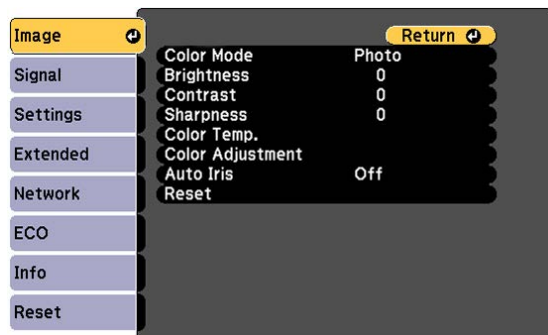 Image
Signal
Settings
Extended
Network
ECO
Info
Reset
Return
Color Mode Photo
Brightness 0
Contrast 0
Sharpness 0
Color Temp.
Color Adjustment
Auto Iris Off
Reset